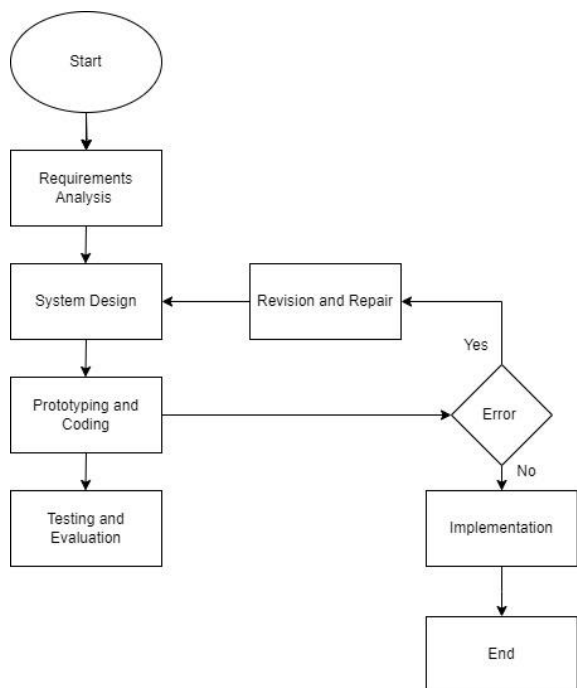 Start
Requirements
Analysis
System Design
Revision and Repair
Yes
Prototyping and
Coding
Error
No
Testing and
Evaluation
Implementation
End